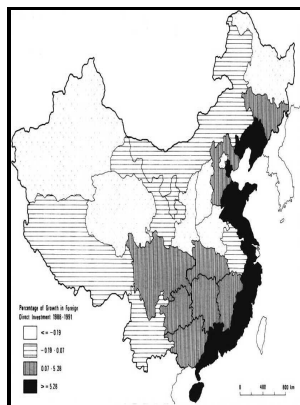 Percentage of Growth in Foreign
Direct Investment 1986-1991
<= -0.19
-0.19 - 0.07
0.07 - 5.28
>= 5.28
0 400 800 km